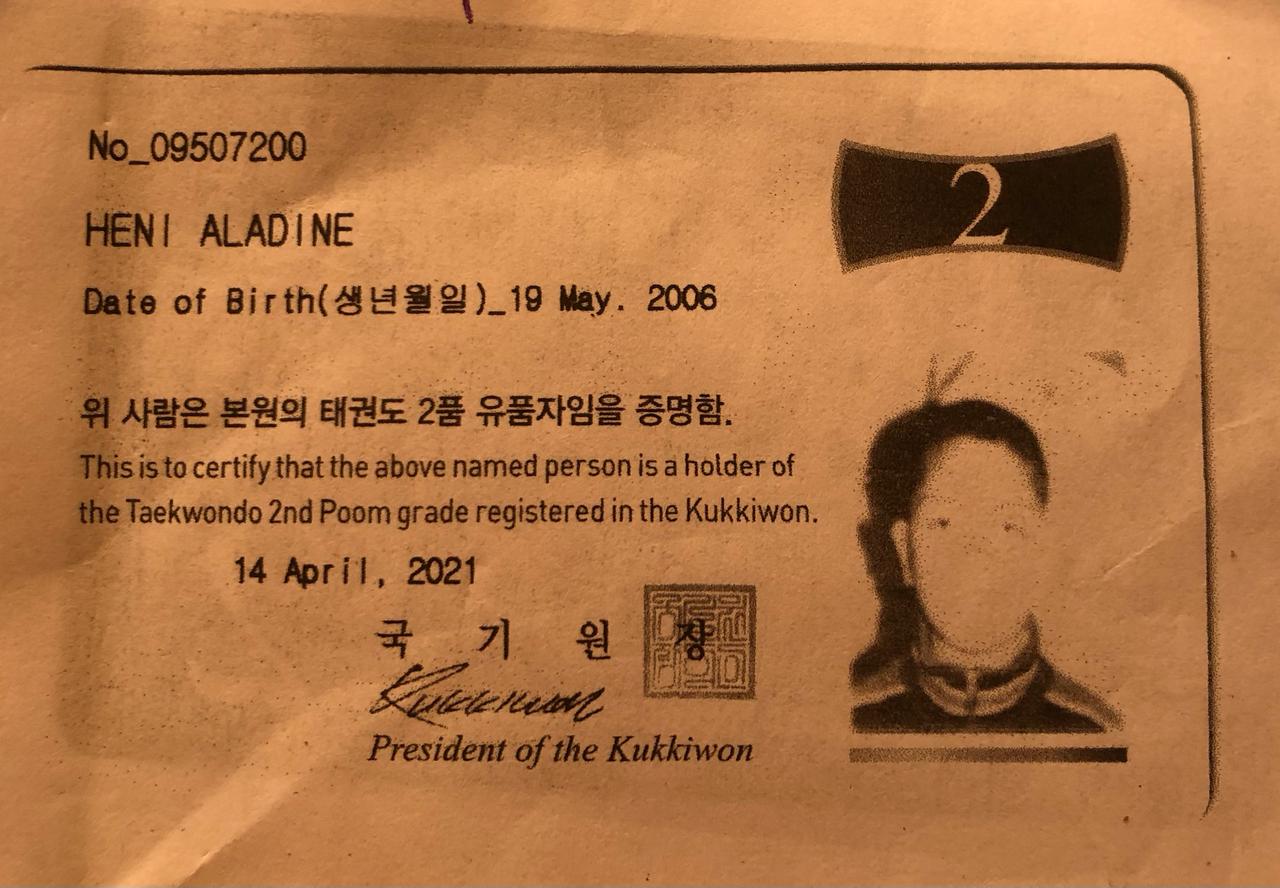 No_09507200
2
HENI ALADINE
Date of Birth(생년월일)_19 May. 2006
위 사람은 본원의 태권도 2품 유품자임을 증명함.
This is to certify that the above named person is a holder of
the Taekwondo 2nd Poom grade registered in the Kukkiwon.
14 April, 2021
국 기 원 장
Kukkiwon
President of the Kukkiwon